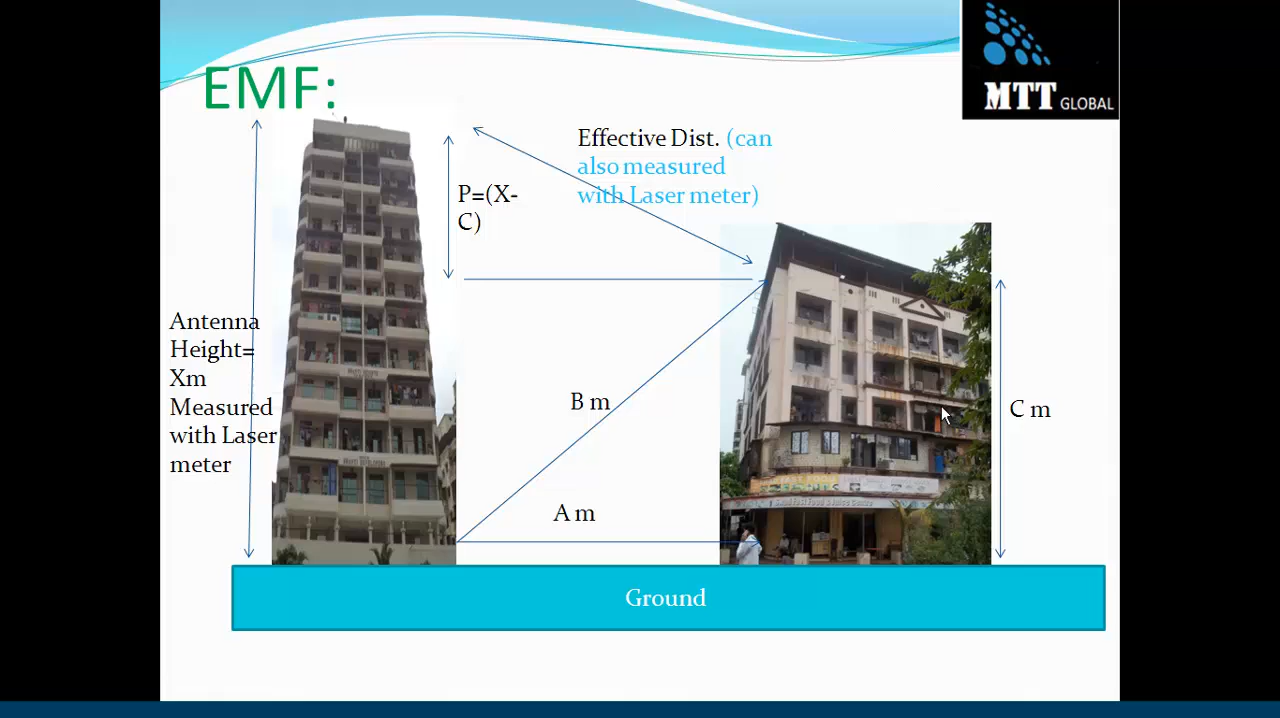 EMF:
MTT GLOBAL
Effective Dist. (can
also measured
with Laser meter)
P=(X-
C)
Antenna
Height=
Xm
Measured
with Laser
meter
B m
C m
A m
Ground